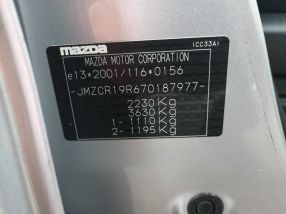 mazda
(CC33A)
MAZDA MOTOR CORPORATION
e13*2001/116*0156
-JMZCR19R670187977-
2230Kg
3630Kg
1- 1110Kg
2- 1195Kg